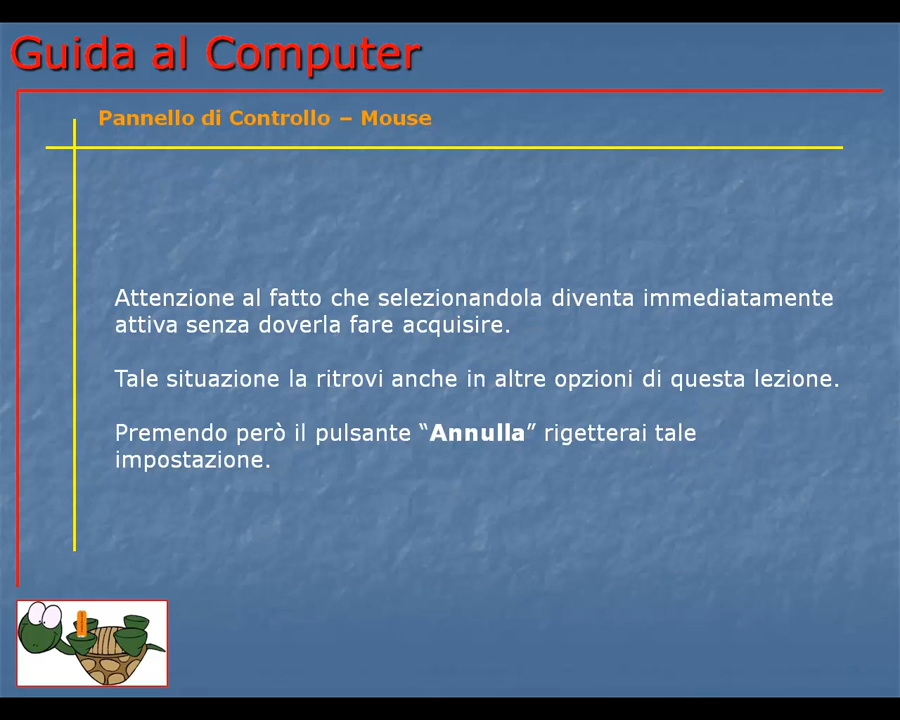 Guida al Computer
Pannello di Controllo – Mouse
Attenzione al fatto che selezionandola diventa immediatamente
attiva senza doverla fare acquisire.
Tale situazione la ritrovi anche in altre opzioni di questa lezione.
Premendo però il pulsante “Annulla” rigetterai tale
impostazione.